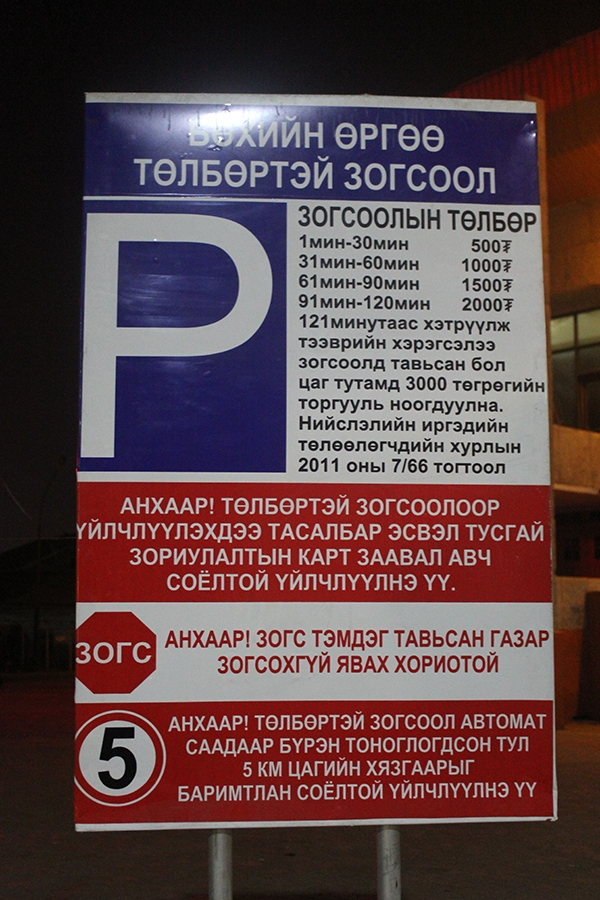 БӨХИЙН ӨРГӨӨ
ТӨЛБӨРТЭЙ ЗОГСООЛ
P
ЗОГСООЛЫН ТӨЛБӨР
1мин-30мин 500₮
31мин-60мин 1000₮
61мин-90мин 1500₮
91мин-120мин 2000₮
121минутаас хэтрүүлж
тээврийн хэрэгсэлээ
зогсоолд тавьсан бол
цаг тутамд 3000 төгрөгийн
торгууль ноогдуулна.
Нийслэлийн иргэдийн
төлөөлөгчдийн хурлын
2011 оны 7/66 тогтоол
АНХААР! ТӨЛБӨРТЭЙ ЗОГСООЛООР
ҮЙЛЧЛҮҮЛЭХДЭЭ ТАСАЛБАР ЭСВЭЛ ТУСГАЙ
ЗОРИУЛАЛТЫН КАРТ ЗААВАЛ АВЧ
СОЁЛТОЙ ҮЙЛЧЛҮҮЛНЭ ҮҮ.
ЗОГС
АНХААР! ЗОГС ТЭМДЭГ ТАВЬСАН ГАЗАР
ЗОГСОХГҮЙ ЯВАХ ХОРИОТОЙ
5
АНХААР! ТӨЛБӨРТЭЙ ЗОГСООЛ АВТОМАТ
СААДААР БҮРЭН ТОНОГЛОГДСОН ТУЛ
5 КМ ЦАГИЙН ХЯЗГААРЫГ
БАРИМТЛАН СОЁЛТОЙ ҮЙЛЧЛҮҮЛНЭ ҮҮ